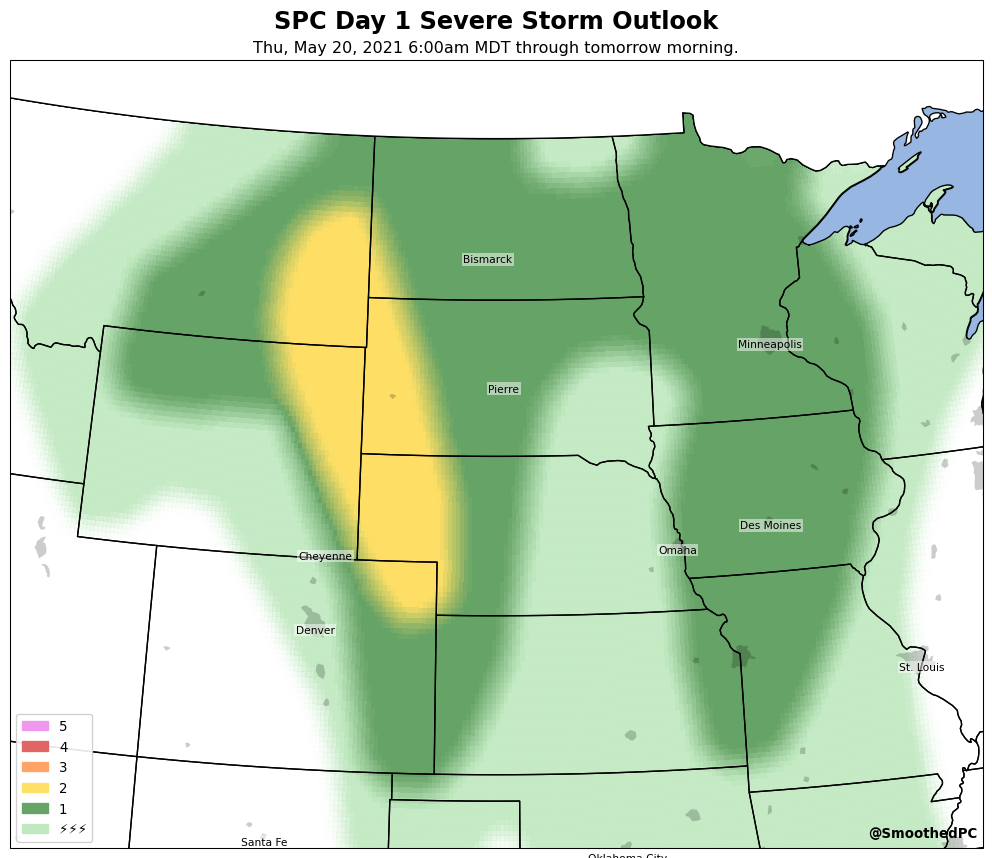 SPC Day 1 Severe Storm Outlook
Thu, May 20, 2021 6:00am MDT through tomorrow morning.
Bismarck
Minneapolis
Pierre
Des Moines
Omaha
Cheyenne
Denver
St. Louis
5
4
3
2
1
⚡⚡⚡
@SmoothedPC
Santa Fe
Oklahoma City